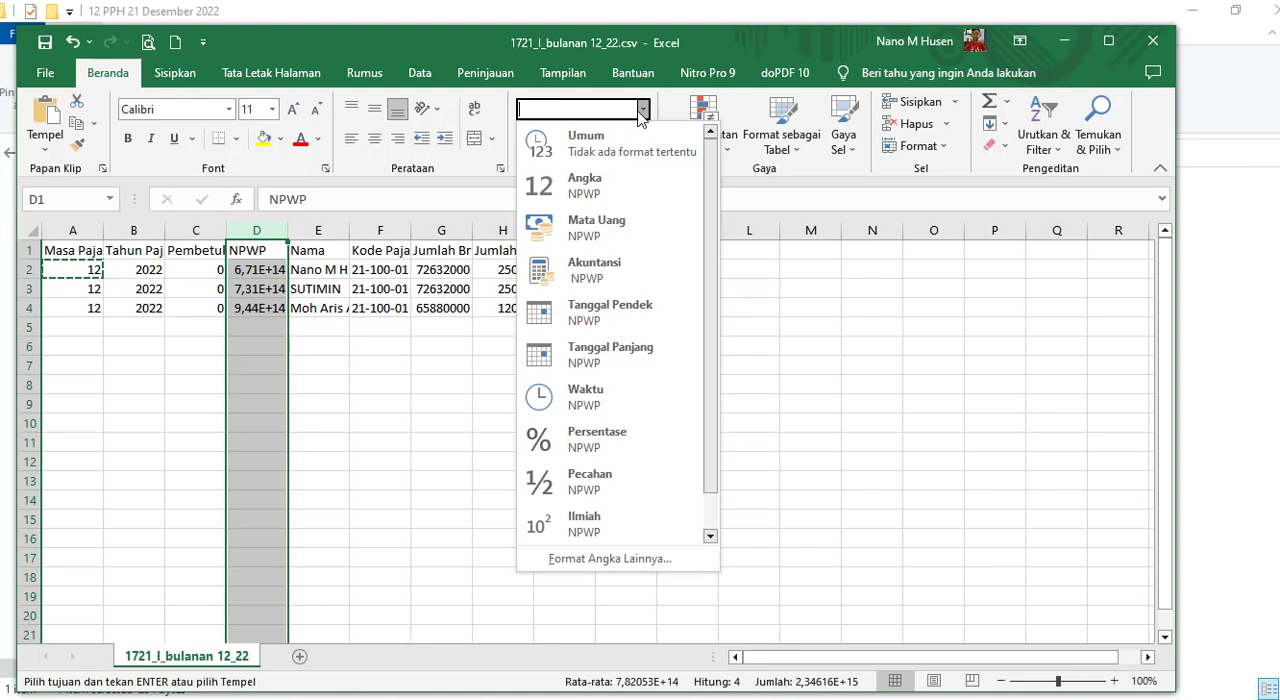 12 PPH 21 Desember 2022
1721_I_bulanan 12_22.csv - Excel
Nano M Husen
File Beranda Sisipkan Tata Letak Halaman Rumus Data Peninjauan Tampilan Bantuan Nitro Pro 9 doPDF 10 Beri tahu yang ingin Anda lakukan
Tempel
Calibri 11
B I U
Format sebagai Tabel
Gaya Sel
Sisipkan
Hapus
Format
Urutkan & Filter
Temukan & Pilih
Papan Klip Font Perataan Gaya Sel Pengeditan
D1 fx NPWP
A B C D E F G H L M N O P Q R
1 Masa Paja Tahun Paj Pembetul NPWP Nama Kode Paja Jumlah Br Jumlah
2 12 2022 0 6,71E+14 Nano M H 21-100-01 72632000 250
3 12 2022 0 7,31E+14 SUTIMIN 21-100-01 72632000 250
4 12 2022 0 9,44E+14 Moh Aris A 21-100-01 65880000 120
5
6
7
8
9
10
11
12
13
14
15
16
17
18
19
20
21
Umum
Tidak ada format tertentu
Angka
NPWP
Mata Uang
NPWP
Akuntansi
NPWP
Tanggal Pendek
NPWP
Tanggal Panjang
NPWP
Waktu
NPWP
Persentase
NPWP
Pecahan
NPWP
Ilmiah
NPWP
Format Angka Lainnya...
1721_I_bulanan 12_22
Pilih tujuan dan tekan ENTER atau pilih Tempel
Rata-rata: 7,82053E+14 Hitung: 4 Jumlah: 2,34616E+15 100%